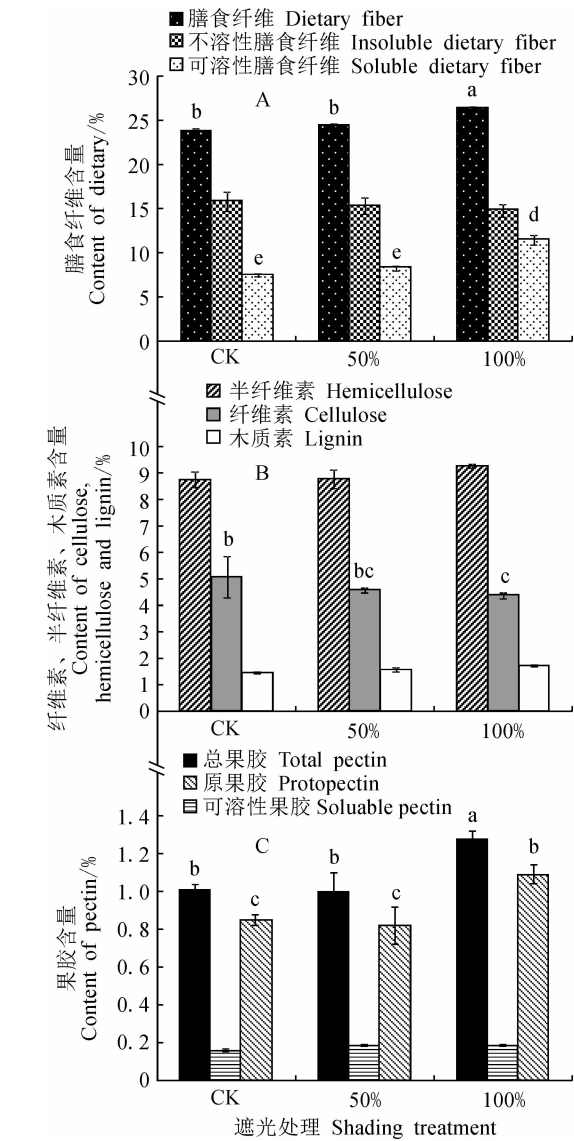 膳食纤维 Dietary fiber
不溶性膳食纤维 Insoluble dietary fiber
可溶性膳食纤维 Soluble dietary fiber
膳食纤维含量
Content of dietary/%
30
25
20
15
10
5
0
A
b
e
b
e
a
d
CK 50% 100%
半纤维素 Hemicellulose
纤维素 Cellulose
木质素 Lignin
纤维素、半纤维素、木质素含量
Content of cellulose,
hemicellulose and lignin/%
10
9
8
7
6
5
4
3
2
1
0
B
b
bc
c
CK 50% 100%
总果胶 Total pectin
原果胶 Protopectin
可溶性果胶 Soluable pectin
果胶含量
Content of pectin/%
1.4
1.2
1.0
0.8
0.6
0.4
0.2
0
C
b
c
b
c
a
b
CK 50% 100%
遮光处理 Shading treatment